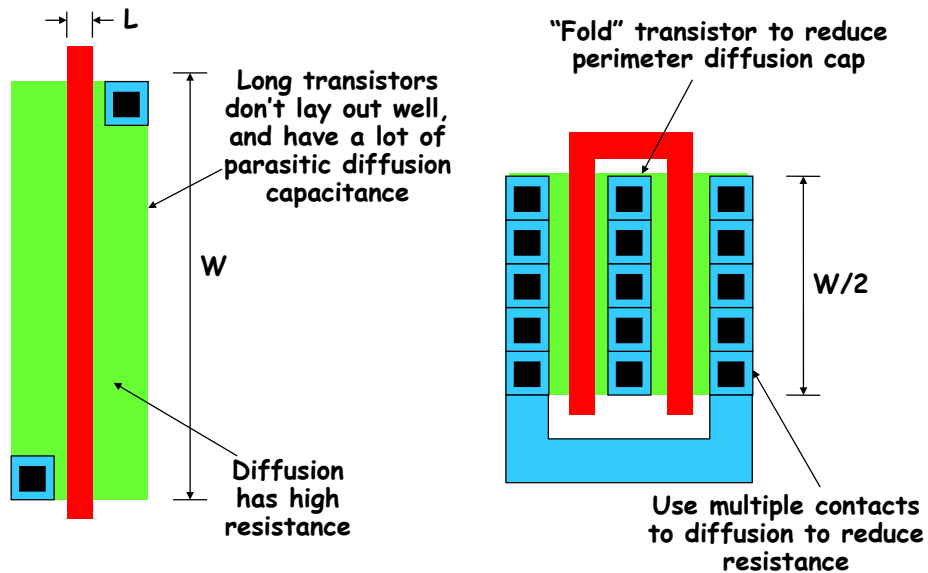 L
Long transistors
don't lay out well,
and have a lot of
parasitic diffusion
capacitance
W
Diffusion
has high
resistance
“Fold” transistor to reduce
perimeter diffusion cap
W/2
Use multiple contacts
to diffusion to reduce
resistance